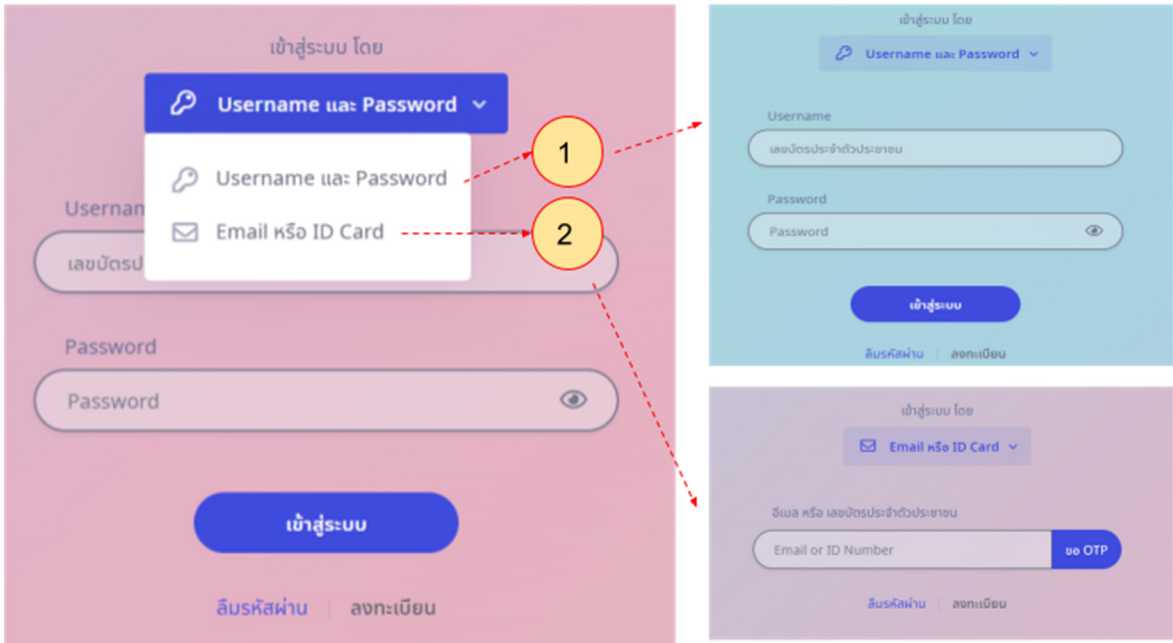 เข้าสู่ระบบ โดย
Username และ Password
Username และ Password
Email หรือ ID Card
Usernam
เลขบัตรป
Password
Password
เข้าสู่ระบบ
ลืมรหัสผ่าน | ลงทะเบียน
1
2
เข้าสู่ระบบ โดย
Username และ Password
Username
เลขบัตรประจำตัวประชาชน
Password
Password
เข้าสู่ระบบ
ลืมรหัสผ่าน | ลงทะเบียน
เข้าสู่ระบบ โดย
Email หรือ ID Card
อีเมล หรือ เลขบัตรประจำตัวประชาชน
Email or ID Number
ขอ OTP
ลืมรหัสผ่าน | ลงทะเบียน